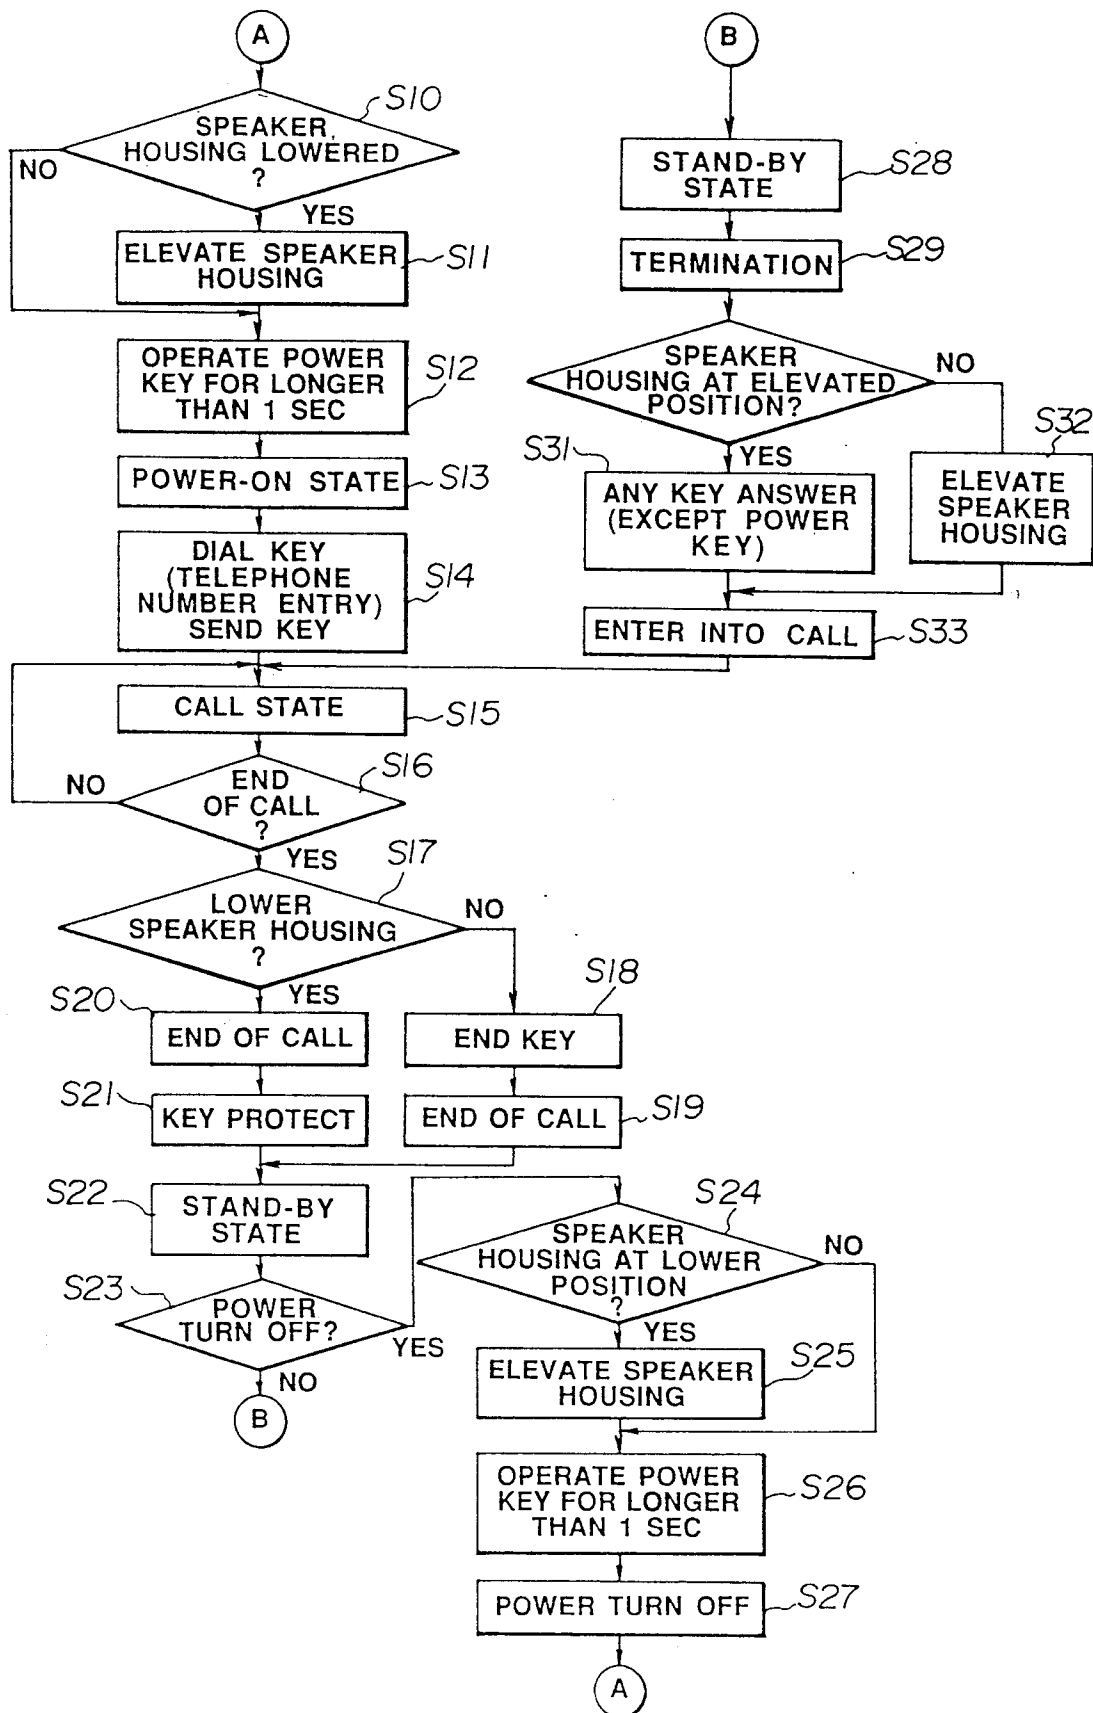 A
S10
SPEAKER
HOUSING LOWERED
?
NO
YES
ELEVATE SPEAKER
HOUSING
S11
OPERATE POWER
KEY FOR LONGER
THAN 1 SEC
S12
POWER-ON STATE
S13
DIAL KEY
(TELEPHONE
NUMBER ENTRY)
SEND KEY
S14
CALL STATE
S15
S16
END
OF CALL
?
NO
YES
S17
LOWER
SPEAKER HOUSING
?
NO
YES
S18
END KEY
S19
END OF CALL
S20
END OF CALL
S21
KEY PROTECT
S22
STAND-BY
STATE
S23
POWER
TURN OFF?
YES
NO
B
S24
SPEAKER
HOUSING AT LOWER
POSITION
?
NO
YES
S25
ELEVATE SPEAKER
HOUSING
OPERATE POWER
KEY FOR LONGER
THAN 1 SEC
S26
POWER TURN OFF
S27
A
B
STAND-BY
STATE
S28
TERMINATION
S29
SPEAKER
HOUSING AT ELEVATED
POSITION?
NO
YES
S31
ANY KEY ANSWER
(EXCEPT POWER
KEY)
S32
ELEVATE
SPEAKER
HOUSING
ENTER INTO CALL
S33